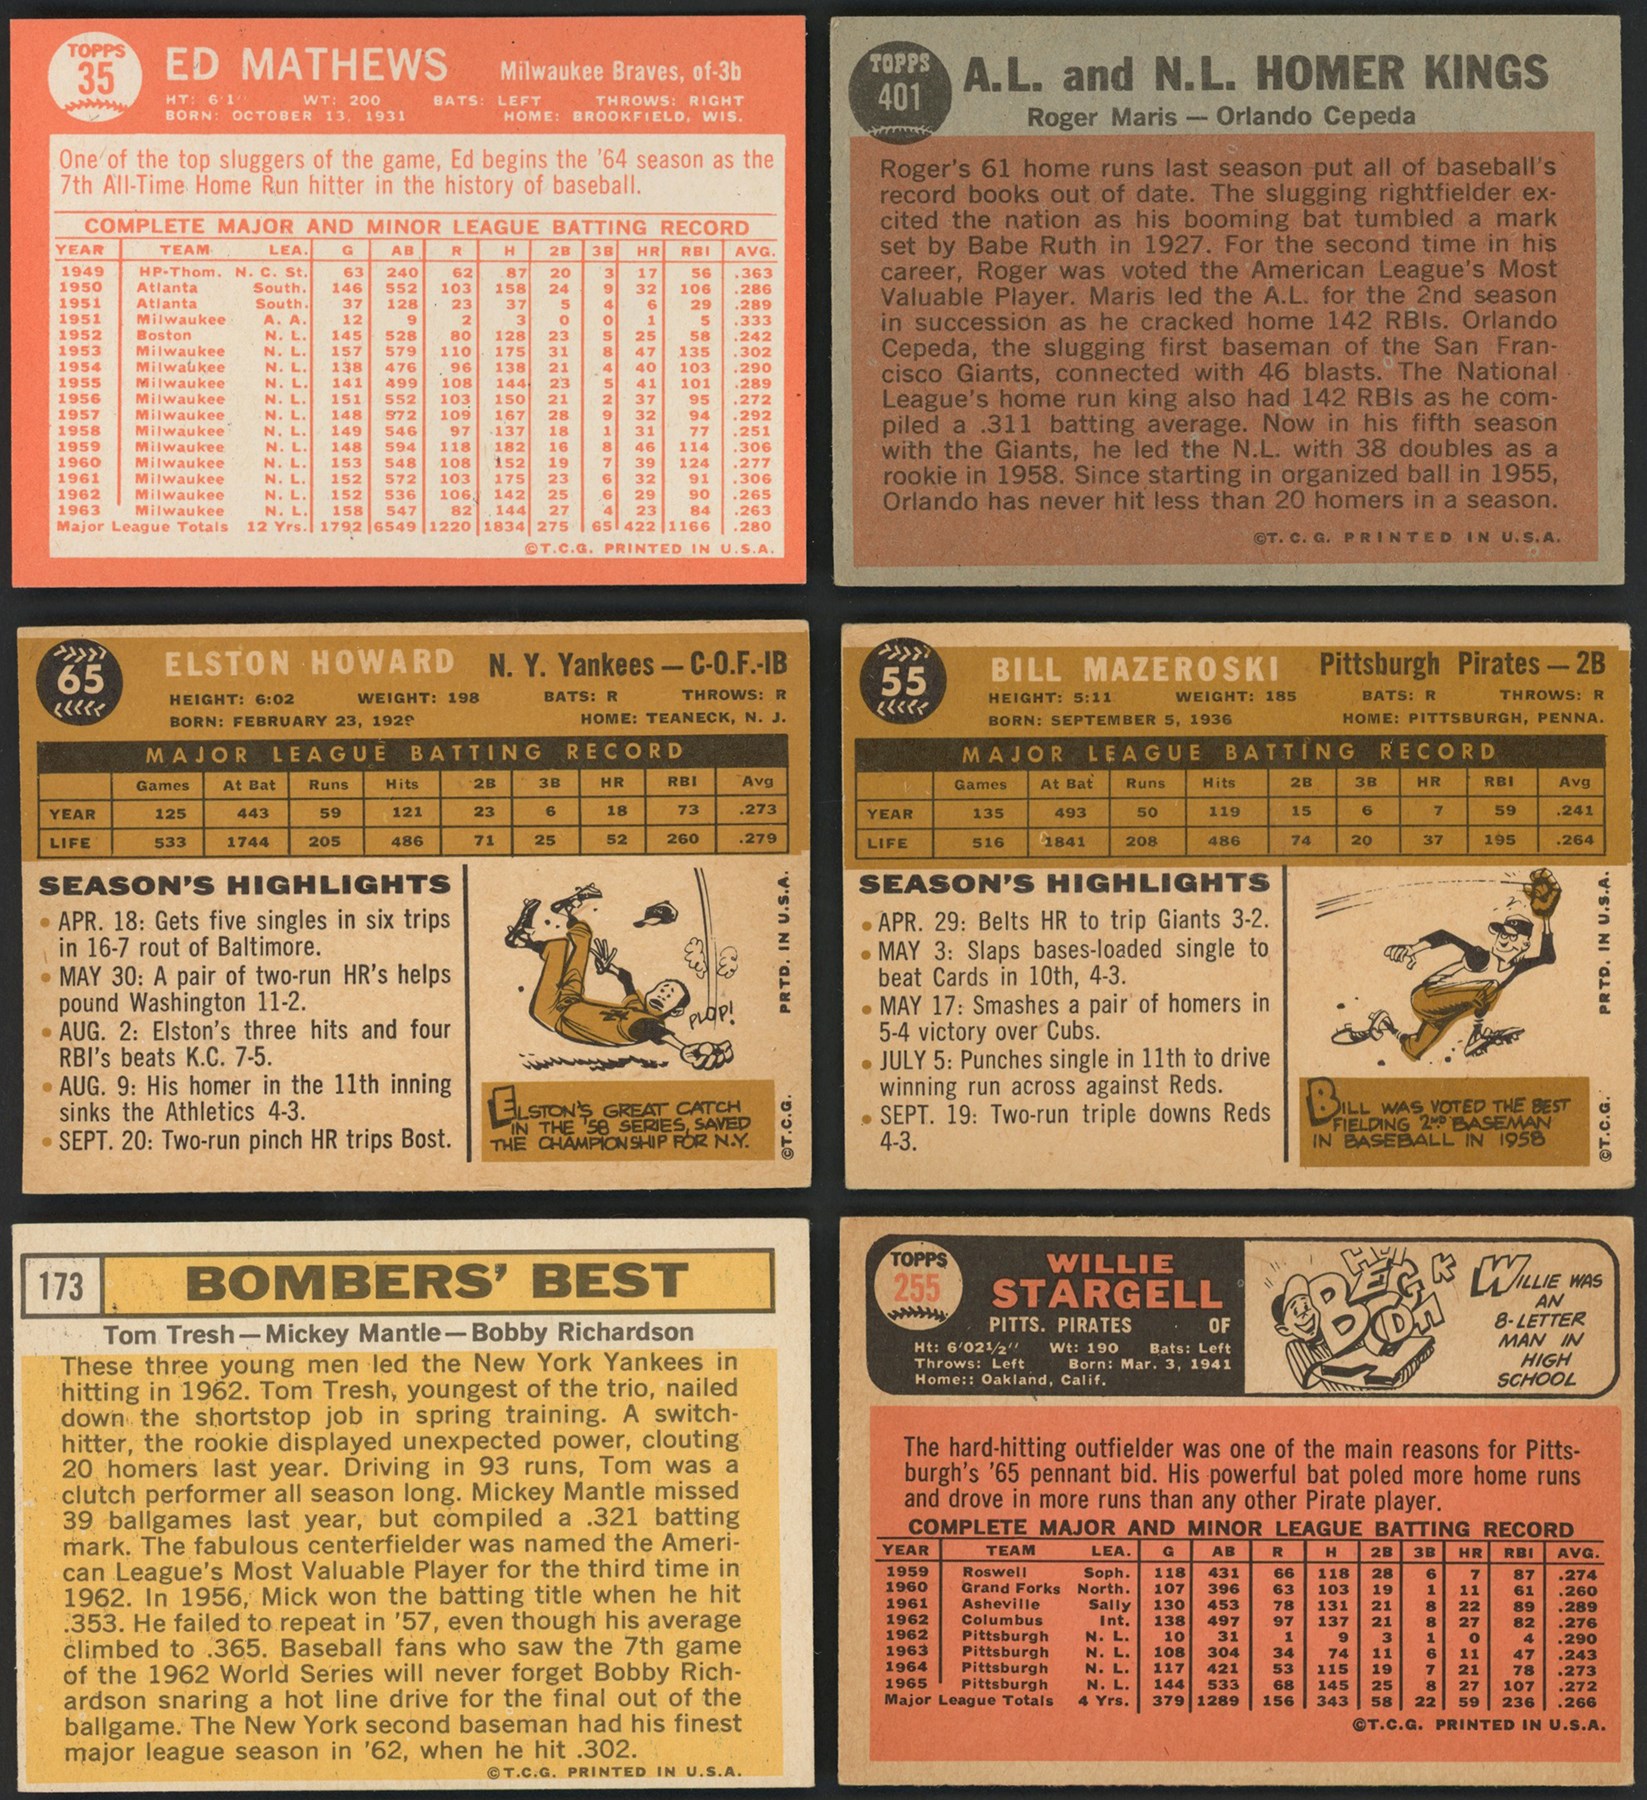 TOPPS
35
ED MATHEWS
Milwaukee Braves, of-3b
HT: 6'1" WT: 200 BATS: LEFT THROWS: RIGHT
BORN: OCTOBER 13, 1931 HOME: BROOKFIELD, WIS.
One of the top sluggers of the game, Ed begins the '64 season as the
7th All-Time Home Run hitter in the history of baseball.
COMPLETE MAJOR AND MINOR LEAGUE BATTING RECORD
YEAR TEAM LEA. G AB R H 2B 3B HR RBI AVG.
1949 HP-Thom. N. C. St. 63 240 62 87 20 3 17 56 .363
1950 Atlanta South. 146 552 103 158 24 9 32 106 .286
1951 Atlanta South. 37 128 23 37 5 4 6 29 .289
1951 Milwaukee A. A. 12 9 2 3 0 0 1 5 .333
1952 Boston N. L. 145 528 80 128 23 5 25 58 .242
1953 Milwaukee N. L. 157 579 110 175 31 8 47 135 .302
1954 Milwaukee N. L. 138 476 96 138 21 4 40 103 .290
1955 Milwaukee N. L. 141 499 108 144 23 5 41 101 .289
1956 Milwaukee N. L. 151 552 103 150 21 2 37 95 .272
1957 Milwaukee N. L. 148 572 109 167 28 9 32 94 .292
1958 Milwaukee N. L. 149 546 97 137 18 1 31 77 .251
1959 Milwaukee N. L. 148 594 118 182 16 8 46 114 .306
1960 Milwaukee N. L. 153 548 108 152 19 7 39 124 .277
1961 Milwaukee N. L. 152 572 103 175 23 6 32 91 .306
1962 Milwaukee N. L. 152 536 106 142 25 6 29 90 .265
1963 Milwaukee N. L. 158 547 82 144 27 4 23 84 .263
Major League Totals 12 Yrs. 1792 6549 1220 1834 275 65 422 1166 .280
©T.C.G. PRINTED IN U.S.A.
TOPPS
401
A.L. and N.L. HOMER KINGS
Roger Maris — Orlando Cepeda
Roger's 61 home runs last season put all of baseball's
record books out of date. The slugging rightfielder ex-
cited the nation as his booming bat tumbled a mark
set by Babe Ruth in 1927. For the second time in his
career, Roger was voted the American League's Most
Valuable Player. Maris led the A.L. for the 2nd season
in succession as he cracked home 142 RBIs. Orlando
Cepeda, the slugging first baseman of the San Fran-
cisco Giants, connected with 46 blasts. The National
League's home run king also had 142 RBIs as he com-
piled a .311 batting average. Now in his fifth season
with the Giants, he led the N.L. with 38 doubles as a
rookie in 1958. Since starting in organized ball in 1955,
Orlando has never hit less than 20 homers in a season.
©T. C. G. PRINTED IN U.S.A.
65
ELSTON HOWARD
N. Y. Yankees — C-O.F.-IB
HEIGHT: 6:02 WEIGHT: 198 BATS: R THROWS: R
BORN: FEBRUARY 23, 1929 HOME: TEANECK, N. J.
MAJOR LEAGUE BATTING RECORD
Games At Bat Runs Hits 2B 3B HR RBI Avg
YEAR 125 443 59 121 23 6 18 73 .273
LIFE 533 1744 205 486 71 25 52 260 .279
SEASON'S HIGHLIGHTS
• APR. 18: Gets five singles in six trips
in 16-7 rout of Baltimore.
• MAY 30: A pair of two-run HR's helps
pound Washington 11-2.
• AUG. 2: Elston's three hits and four
RBI's beats K.C. 7-5.
• AUG. 9: His homer in the 11th inning
sinks the Athletics 4-3.
• SEPT. 20: Two-run pinch HR trips Bost.
PLOP!
ELSTON'S GREAT CATCH
IN THE '58 SERIES, SAVED
THE CHAMPIONSHIP FOR N.Y.
©T.C.G. PRTD. IN U.S.A.
55
BILL MAZEROSKI
Pittsburgh Pirates — 2B
HEIGHT: 5:11 WEIGHT: 185 BATS: R THROWS: R
BORN: SEPTEMBER 5, 1936 HOME: PITTSBURGH, PENNA.
MAJOR LEAGUE BATTING RECORD
Games At Bat Runs Hits 2B 3B HR RBI Avg
YEAR 135 493 50 119 15 6 7 59 .241
LIFE 516 1841 208 486 74 20 37 195 .264
SEASON'S HIGHLIGHTS
• APR. 29: Belts HR to trip Giants 3-2.
• MAY 3: Slaps bases-loaded single to
beat Cards in 10th, 4-3.
• MAY 17: Smashes a pair of homers in
5-4 victory over Cubs.
• JULY 5: Punches single in 11th to drive
winning run across against Reds.
• SEPT. 19: Two-run triple downs Reds
4-3.
BILL WAS VOTED THE BEST
FIELDING 2ND BASEMAN
IN BASEBALL IN 1958
©T.C.G. PRTD. IN U.S.A.
173
BOMBERS' BEST
Tom Tresh—Mickey Mantle—Bobby Richardson
These three young men led the New York Yankees in
hitting in 1962. Tom Tresh, youngest of the trio, nailed
down the shortstop job in spring training. A switch-
hitter, the rookie displayed unexpected power, clouting
20 homers last year. Driving in 93 runs, Tom was a
clutch performer all season long. Mickey Mantle missed
39 ballgames last year, but compiled a .321 batting
mark. The fabulous centerfielder was named the Ameri-
can League's Most Valuable Player for the third time in
1962. In 1956, Mick won the batting title when he hit
.353. He failed to repeat in '57, even though his average
climbed to .365. Baseball fans who saw the 7th game
of the 1962 World Series will never forget Bobby Rich-
ardson snaring a hot line drive for the final out of the
ballgame. The New York second baseman had his finest
major league season in '62, when he hit .302.
©T.C.G. PRINTED IN U.S.A.
TOPPS
255
WILLIE
STARGELL
PITTS. PIRATES OF
Ht: 6'02½" Wt: 190 Bats: Left
Throws: Left Born: Mar. 3, 1941
Home:: Oakland, Calif.
WILLIE WAS
AN
8-LETTER
MAN IN
HIGH
SCHOOL
The hard-hitting outfielder was one of the main reasons for Pitts-
burgh's '65 pennant bid. His powerful bat poled more home runs
and drove in more runs than any other Pirate player.
COMPLETE MAJOR AND MINOR LEAGUE BATTING RECORD
YEAR TEAM LEA. G AB R H 2B 3B HR RBI AVG.
1959 Roswell Soph. 118 431 66 118 28 6 7 87 .274
1960 Grand Forks North. 107 396 63 103 19 1 11 61 .260
1961 Asheville Sally 130 453 78 131 21 8 22 89 .289
1962 Columbus Int. 138 497 97 137 21 8 27 82 .276
1962 Pittsburgh N. L. 10 31 1 9 3 1 0 4 .290
1963 Pittsburgh N. L. 108 304 34 74 11 6 11 47 .243
1964 Pittsburgh N. L. 117 421 53 115 19 7 21 78 .273
1965 Pittsburgh N. L. 144 533 68 145 25 8 27 107 .272
Major League Totals 4 Yrs. 379 1289 156 343 58 22 59 236 .266
©T.C.G. PRINTED IN U.S.A.